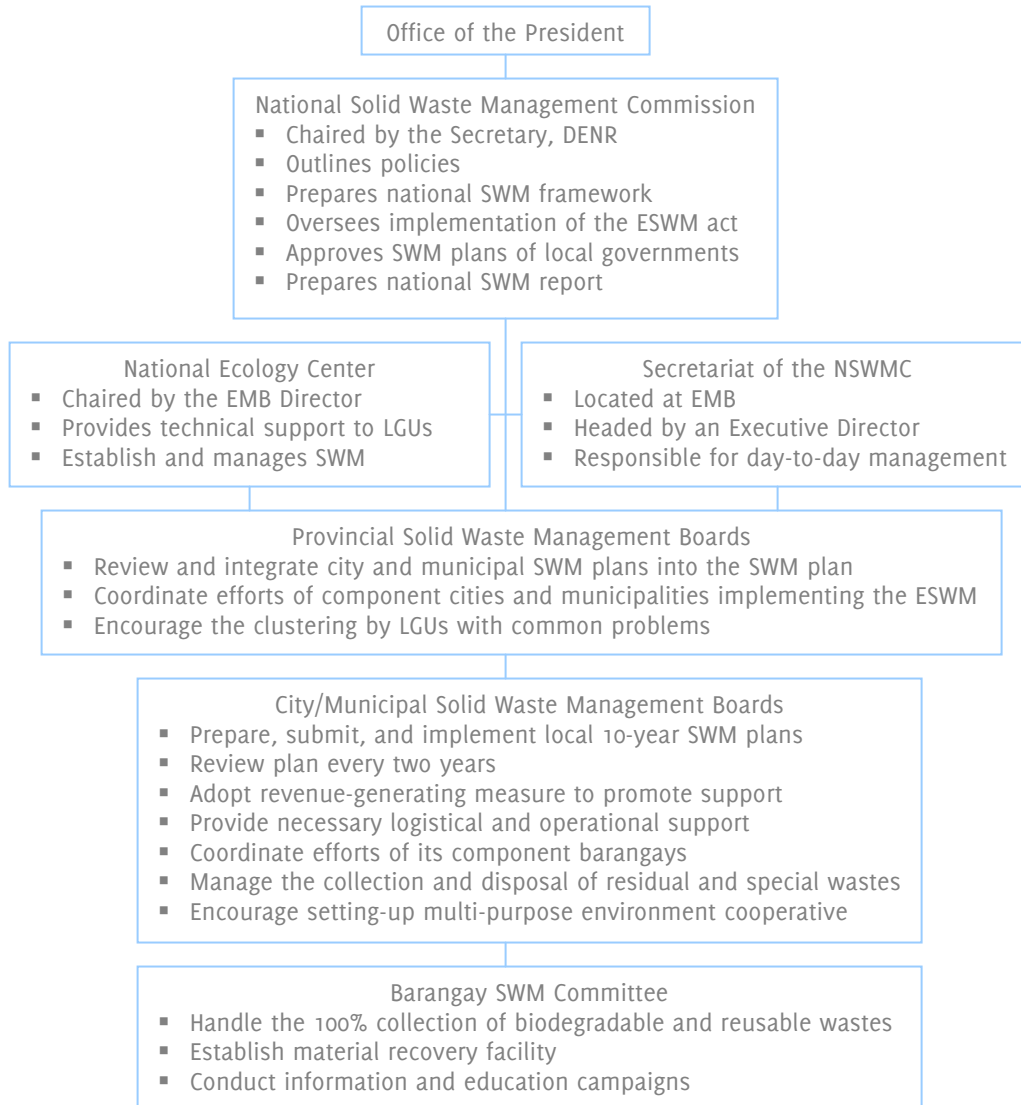 Office of the President
National Solid Waste Management Commission
▪ Chaired by the Secretary, DENR
▪ Outlines policies
▪ Prepares national SWM framework
▪ Oversees implementation of the ESWM act
▪ Approves SWM plans of local governments
▪ Prepares national SWM report
National Ecology Center
▪ Chaired by the EMB Director
▪ Provides technical support to LGUs
▪ Establish and manages SWM
Secretariat of the NSWMC
▪ Located at EMB
▪ Headed by an Executive Director
▪ Responsible for day-to-day management
Provincial Solid Waste Management Boards
▪ Review and integrate city and municipal SWM plans into the SWM plan
▪ Coordinate efforts of component cities and municipalities implementing the ESWM
▪ Encourage the clustering by LGUs with common problems
City/Municipal Solid Waste Management Boards
▪ Prepare, submit, and implement local 10-year SWM plans
▪ Review plan every two years
▪ Adopt revenue-generating measure to promote support
▪ Provide necessary logistical and operational support
▪ Coordinate efforts of its component barangays
▪ Manage the collection and disposal of residual and special wastes
▪ Encourage setting-up multi-purpose environment cooperative
Barangay SWM Committee
▪ Handle the 100% collection of biodegradable and reusable wastes
▪ Establish material recovery facility
▪ Conduct information and education campaigns